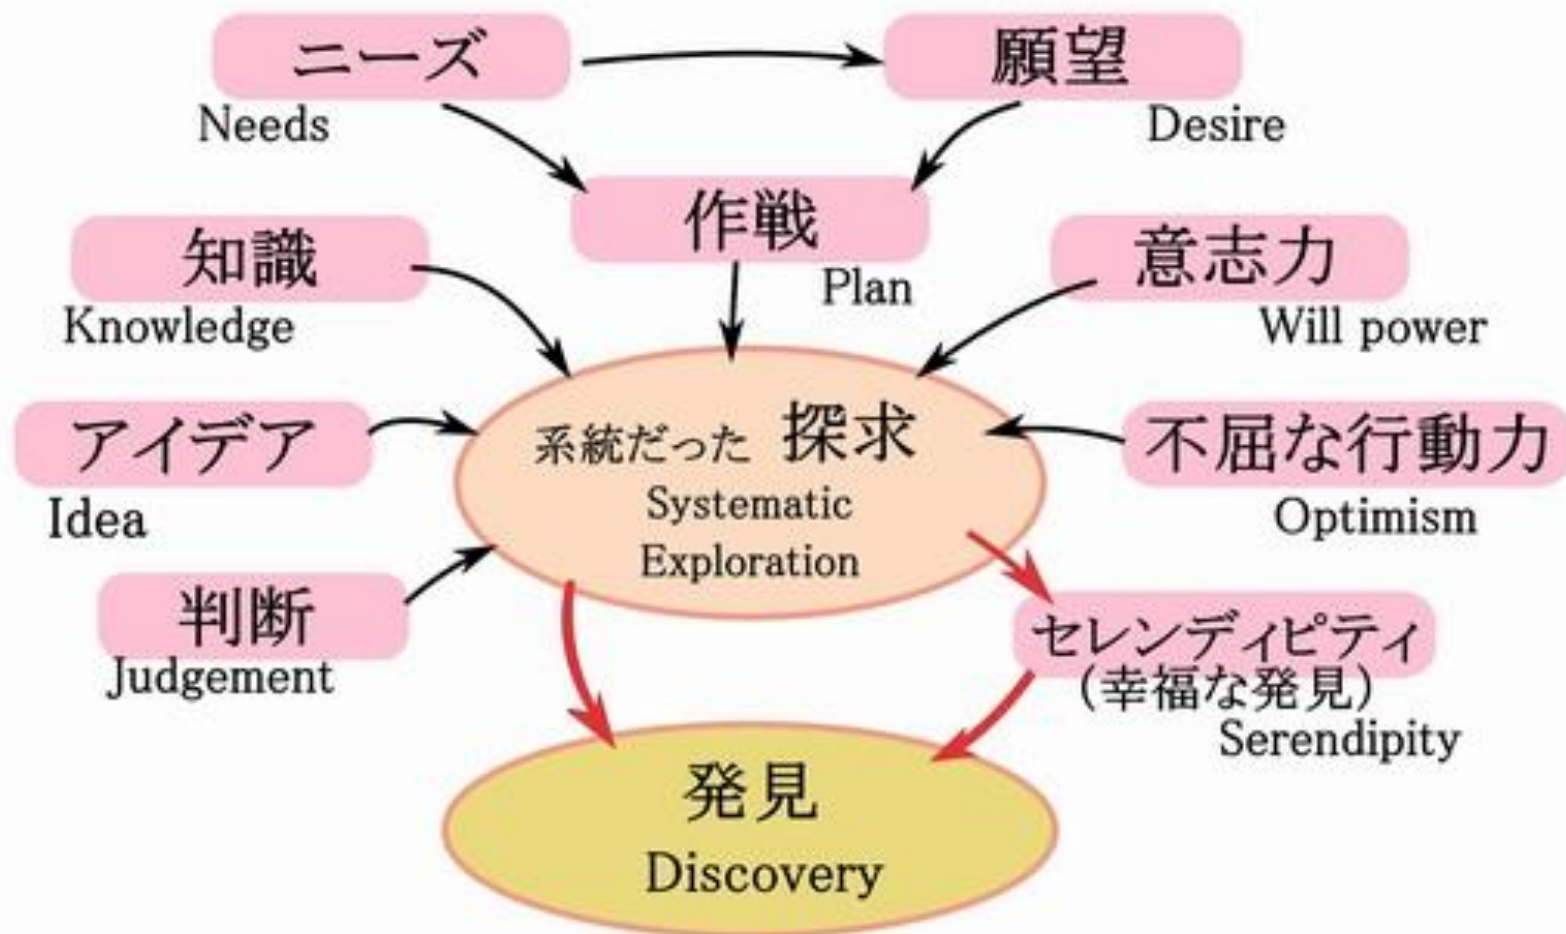 ニーズ
Needs
願望
Desire
作戦
Plan
知識
Knowledge
意志力
Will power
アイデア
Idea
系統だった 探求
Systematic
Exploration
不屈な行動力
Optimism
判断
Judgement
セレンディピティ
(幸福な発見)
Serendipity
発見
Discovery